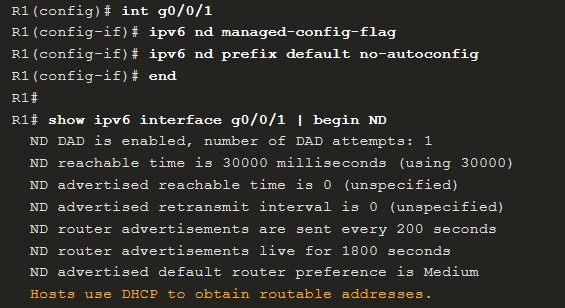 R1(config)# int g0/0/1
R1(config-if)# ipv6 nd managed-config-flag
R1(config-if)# ipv6 nd prefix default no-autoconfig
R1(config-if)# end
R1#
R1# show ipv6 interface g0/0/1 | begin ND
ND DAD is enabled, number of DAD attempts: 1
ND reachable time is 30000 milliseconds (using 30000)
ND advertised reachable time is 0 (unspecified)
ND advertised retransmit interval is 0 (unspecified)
ND router advertisements are sent every 200 seconds
ND router advertisements live for 1800 seconds
ND advertised default router preference is Medium
Hosts use DHCP to obtain routable addresses.